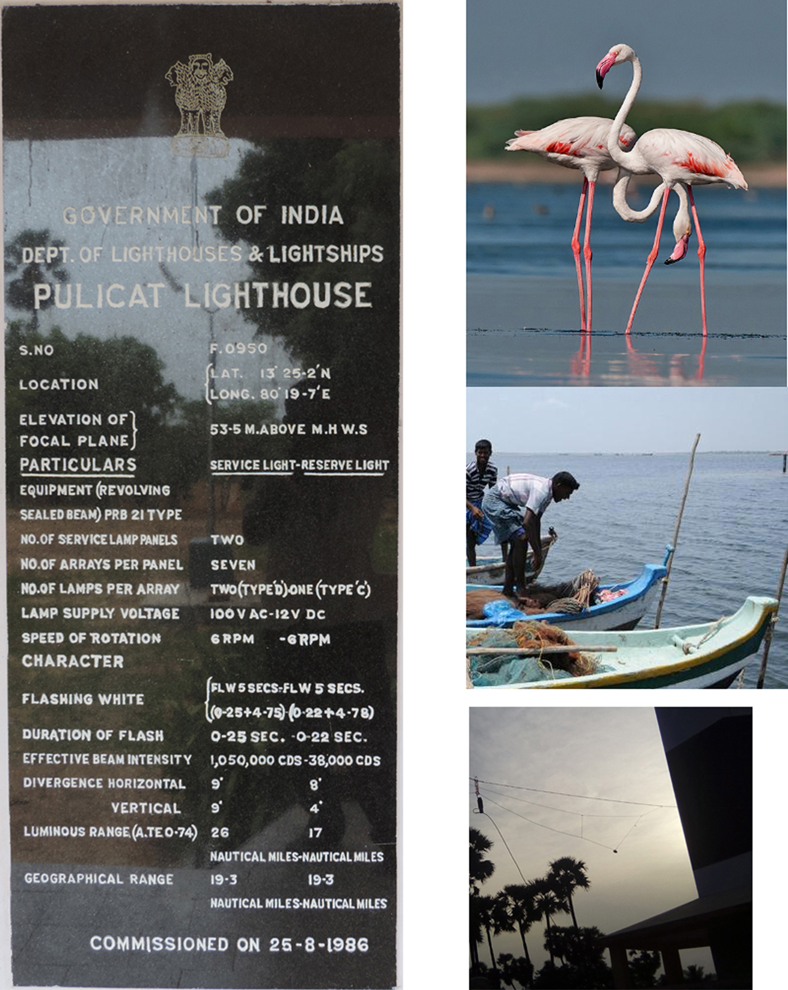 GOVERNMENT OF INDIA
DEPT. OF LIGHTHOUSES & LIGHTSHIPS
PULICAT LIGHTHOUSE
S.NO F.0950
LOCATION {LAT. 13° 25-2'N
LONG. 80° 19-7'E
ELEVATION OF
FOCAL PLANE} 53-5 M.ABOVE M.H.W.S
PARTICULARS SERVICE LIGHT-RESERVE LIGHT
EQUIPMENT (REVOLVING
SEALED BEAM) PRB 21 TYPE
NO.OF SERVICE LAMP PANELS TWO
NO.OF ARRAYS PER PANEL SEVEN
NO.OF LAMPS PER ARRAY TWO(TYPE'D)-ONE(TYPE'C')
LAMP SUPPLY VOLTAGE 100V AC-12V DC
SPEED OF ROTATION 6 RPM -6 RPM
CHARACTER
FLASHING WHITE {FLW 5 SECS-FLW 5 SECS.
(0-25+4-75)-(0-22+4-78)
DURATION OF FLASH 0-25 SEC. -0-22 SEC.
EFFECTIVE BEAM INTENSITY 1,050,000 CDS-38,000 CDS
DIVERGENCE HORIZONTAL 9° 8°
VERTICAL 9° 4°
LUMINOUS RANGE(A.TE 0-74) 26 17
NAUTICAL MILES-NAUTICAL MILES
GEOGRAPHICAL RANGE 19-3 19-3
NAUTICAL MILES-NAUTICAL MILES
COMMISSIONED ON 25-8-1986